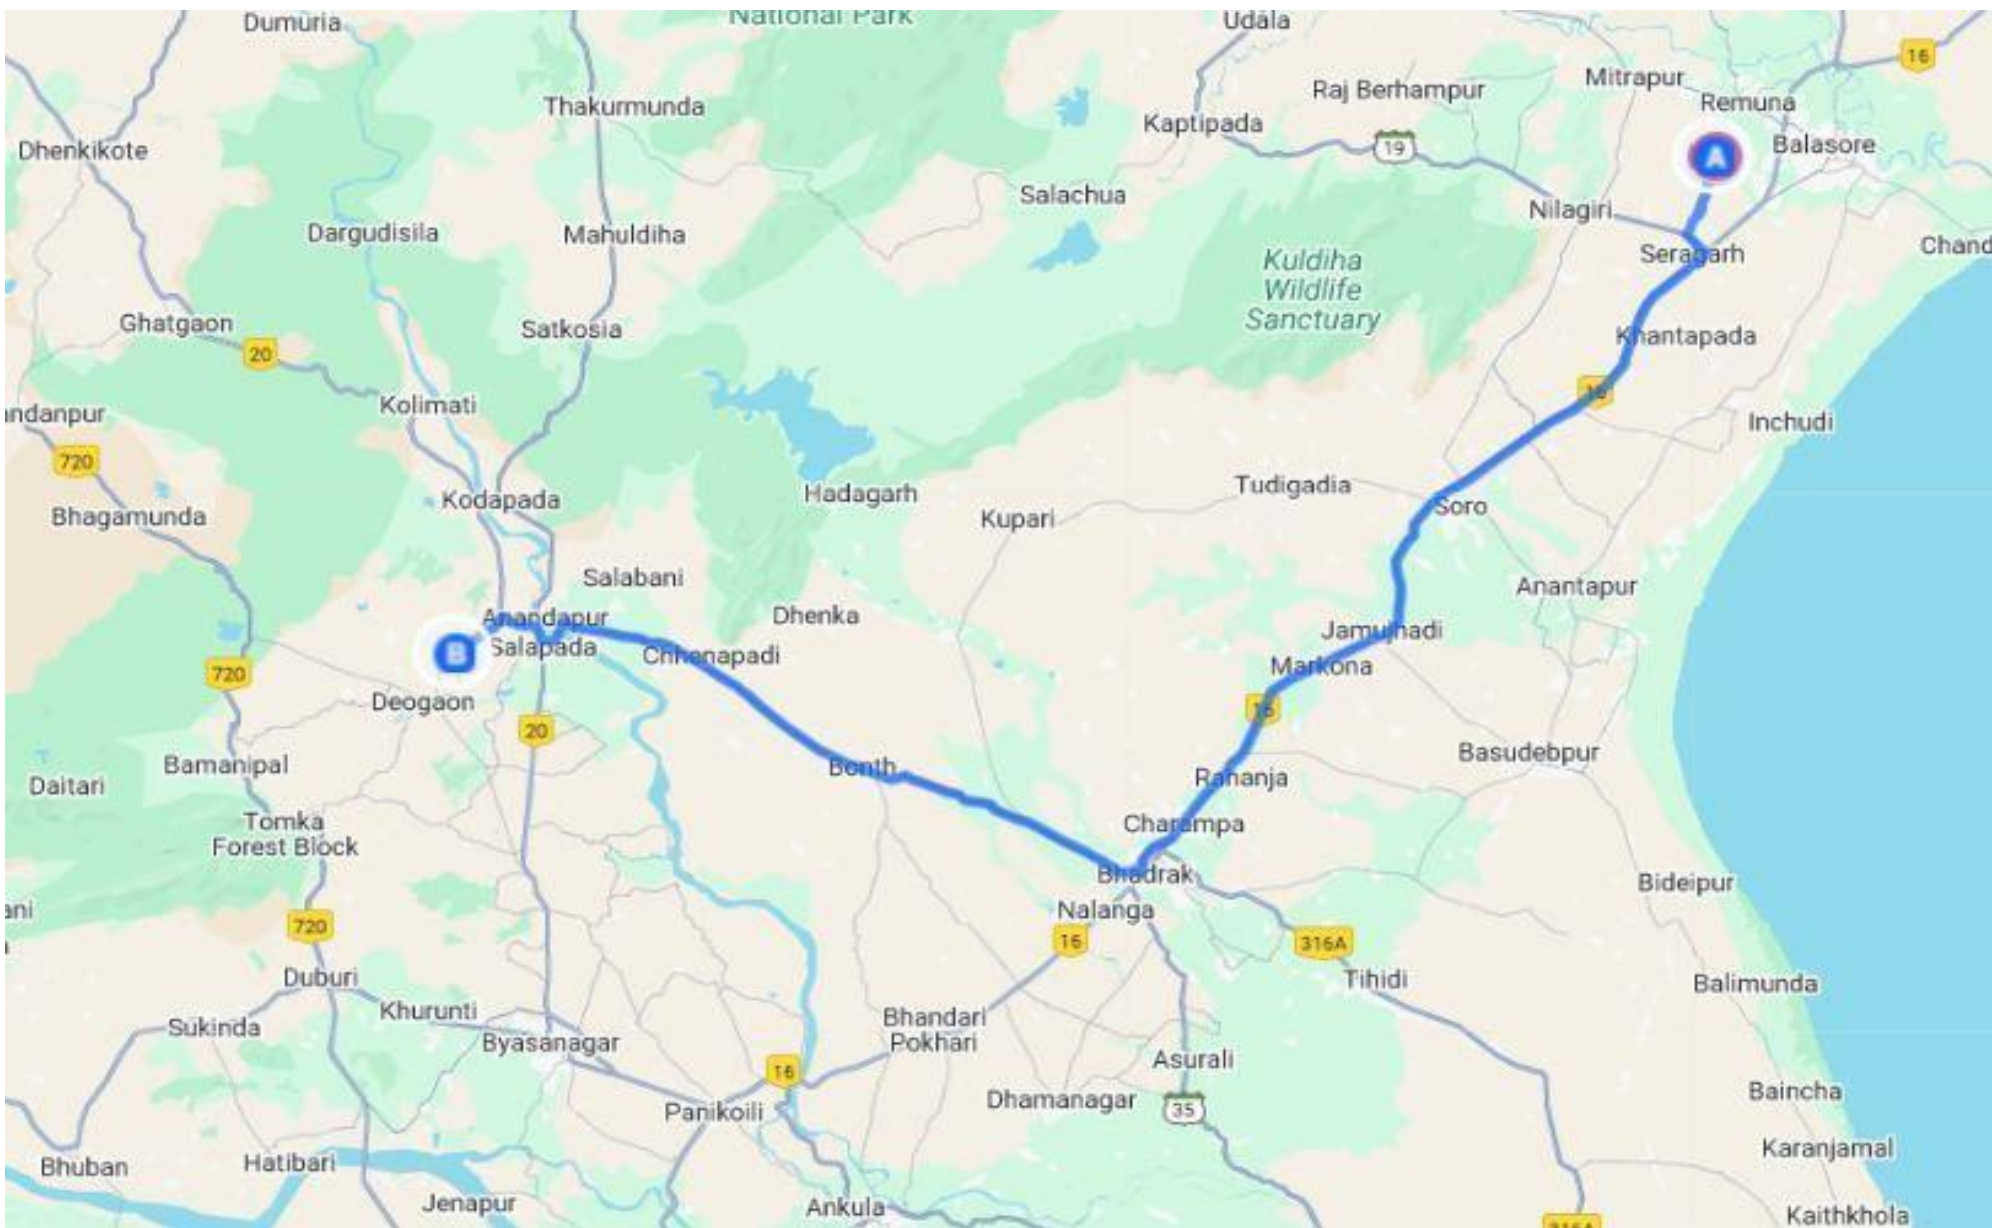 National Park
Dumuria
Udala
16
Mitrapur
Raj Berhampur
Remuna
Thakurmunda
Kaptipada
Dhenkikote
19
A
Balasore
Salachua
Nilagiri
Dargudisila
Mahuldiha
Seragarh
Chand
Kuldiha
Wildlife
Sanctuary
Ghatgaon
Satkosia
Khantapada
20
16
Kolimati
andanpur
Inchudi
720
Tudigadia
Hadagarh
Kodapada
Soro
Bhagamunda
Kupari
Salabani
Anantapur
Anandapur
Dhenka
Jamujhadi
B
Salapada
Chhenapadi
Markona
720
Deogaon
16
20
Basudebpur
Bamanipal
Bonth
Rahanja
Daitari
Tomka
Forest Block
Charampa
Bhadrak
Bideipur
ani
Nalanga
720
16
316A
Duburi
Tihidi
Balimunda
Khurunti
Sukinda
Bhandari
Pokhari
Byasanagar
Asurali
16
Baincha
Panikoili
Dhamanagar
35
Karanjamal
Bhuban
Hatibari
Jenapur
Ankula
Kaithkhola
316A